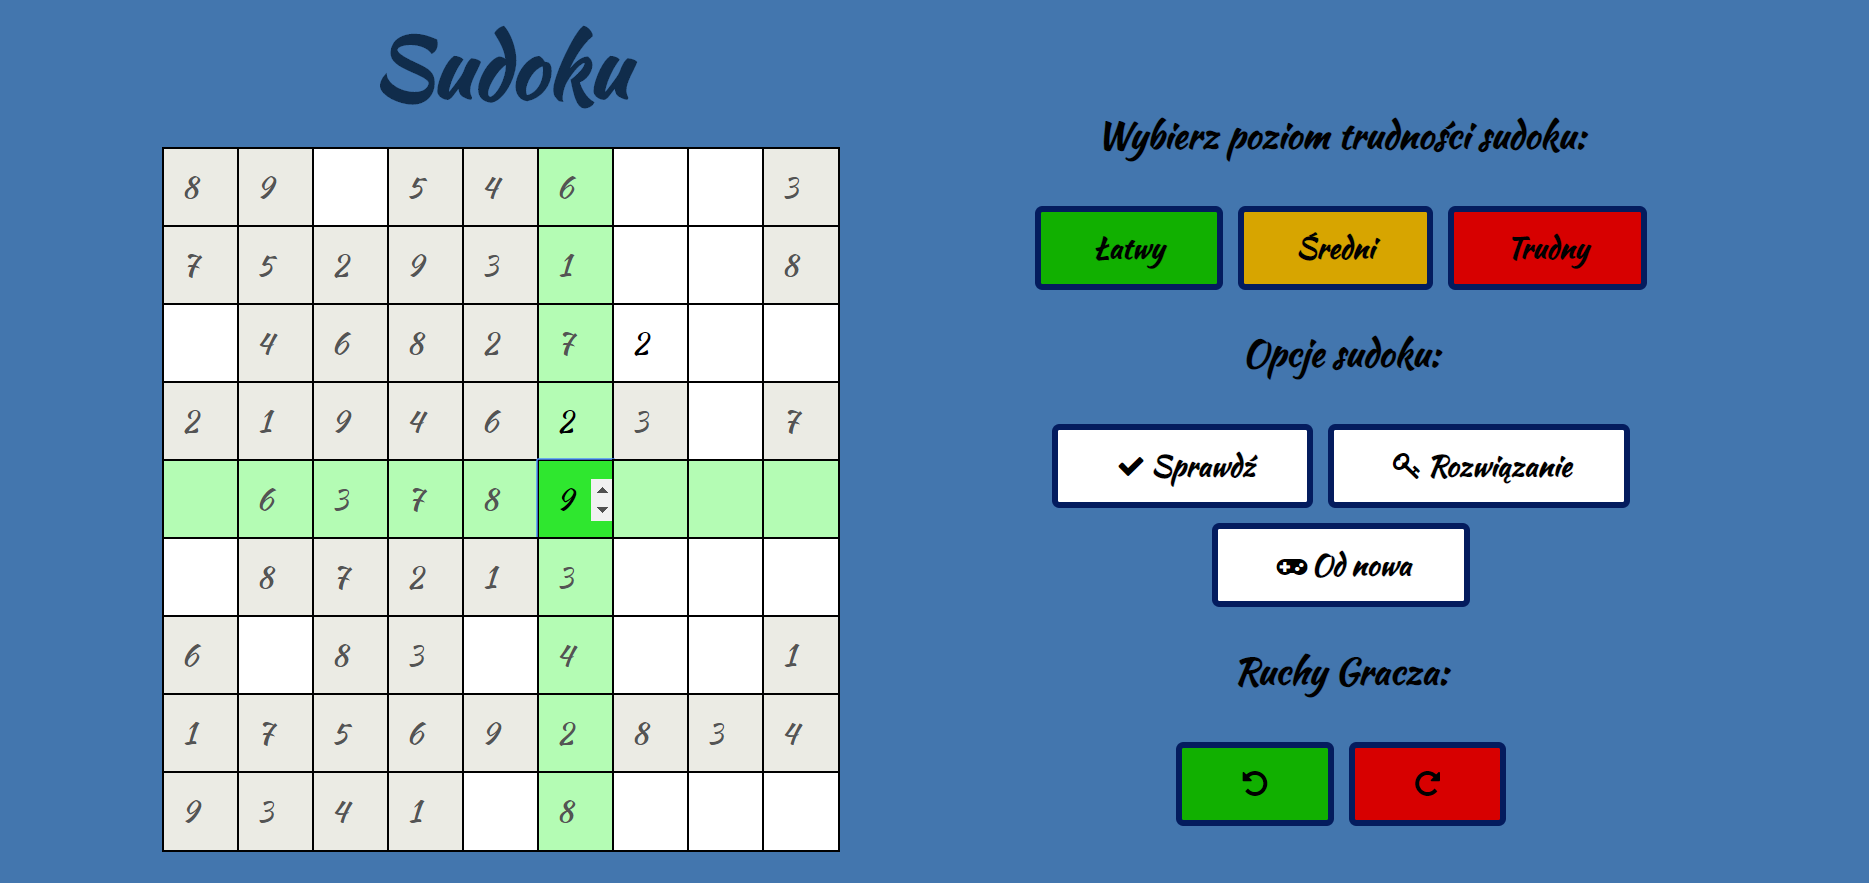 Sudoku
Wybierz poziom trudności sudoku:
Łatwy Średni Trudny
Opcje sudoku:
Sprawdź Rozwiązanie
Od nowa
Ruchy Gracza:
8 9 5 4 6 3
7 5 2 9 3 1 8
4 6 8 2 7 2
2 1 9 4 6 2 3 7
6 3 7 8 9
8 7 2 1 3
6 8 3 4 1
1 7 5 6 9 2 8 3 4
9 3 4 1 8